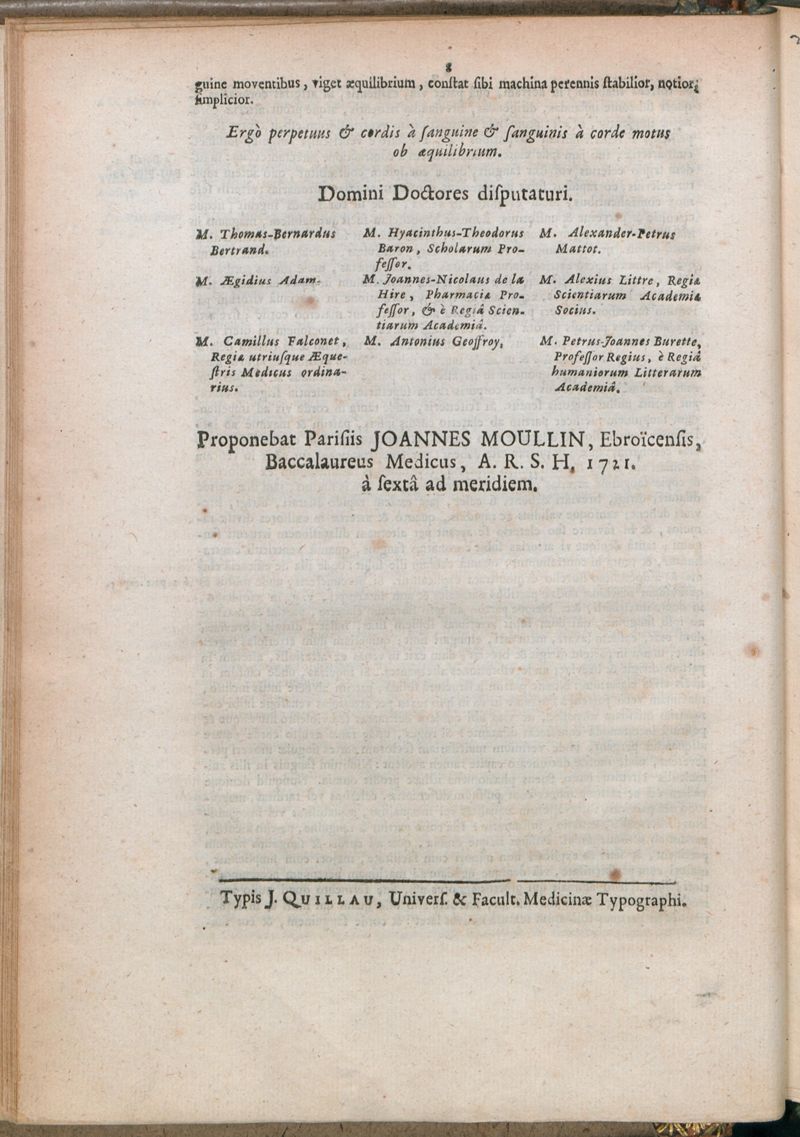 8
guine moventibus, viget æquilibrium, conſtat ſibi machina perennis ſtabilior, notior,
ſimplicior.
Ergò perpetuus & cordis à ſanguine & ſanguinis à corde motus
ob æquilibrium.
Domini Doctores diſputaturi.
M. Thomas-Bernardus
Bertrand.
M. Ægidius Adam.
M. Camillus Falconet,
Regiæ utriuſque Æque-
ſtris Medicus ordina-
rius.
M. Hyacinthus-Theodorus
Baron, Scholarum Pro-
feſſor.
M. Joannes-Nicolaus de la
Hire, Pharmaciæ Pro-
feſſor, & è Regiâ Scien-
tiarum Academiâ.
M. Antonius Geoffroy,
M. Alexander-Petrus
Mattot.
M. Alexius Littre, Regiæ
Scientiarum Academiæ
Socius.
M. Petrus-Joannes Burette,
Profeſſor Regius, è Regiâ
humaniorum Litterarum
Academiâ.
Proponebat Pariſiis JOANNES MOULLIN, Ebroïcenſis,
Baccalaureus Medicus, A. R. S. H. 1721.
à ſextâ ad meridiem.
Typis J. QUILLAU, Univerſ. & Facult. Medicinæ Typographi.